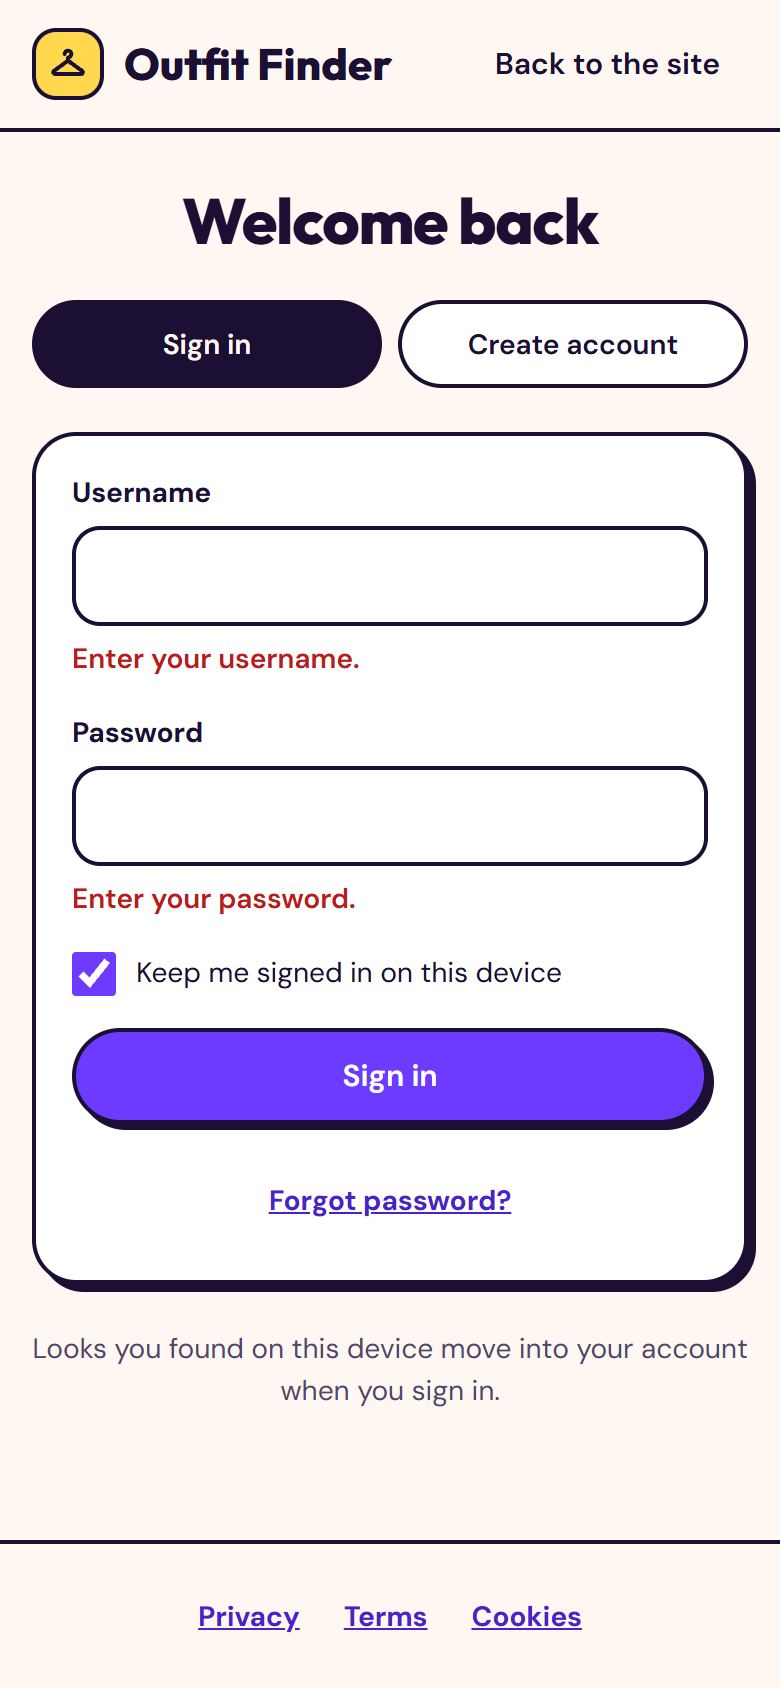 Outfit Finder
Back to the site
Welcome back
Sign in
Create account
Username
Enter your username.
Password
Enter your password.
Keep me signed in on this device
Sign in
Forgot password?
Looks you found on this device move into your account
when you sign in.
Privacy
Terms
Cookies